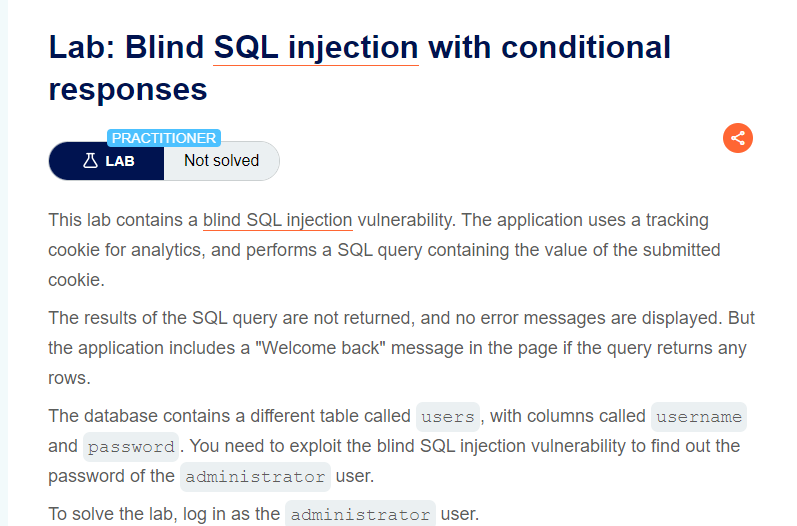 Lab: Blind SQL injection with conditional
responses
PRACTITIONER
LAB Not solved
This lab contains a blind SQL injection vulnerability. The application uses a tracking
cookie for analytics, and performs a SQL query containing the value of the submitted
cookie.
The results of the SQL query are not returned, and no error messages are displayed. But
the application includes a "Welcome back" message in the page if the query returns any
rows.
The database contains a different table called users, with columns called username
and password. You need to exploit the blind SQL injection vulnerability to find out the
password of the administrator user.
To solve the lab, log in as the administrator user.